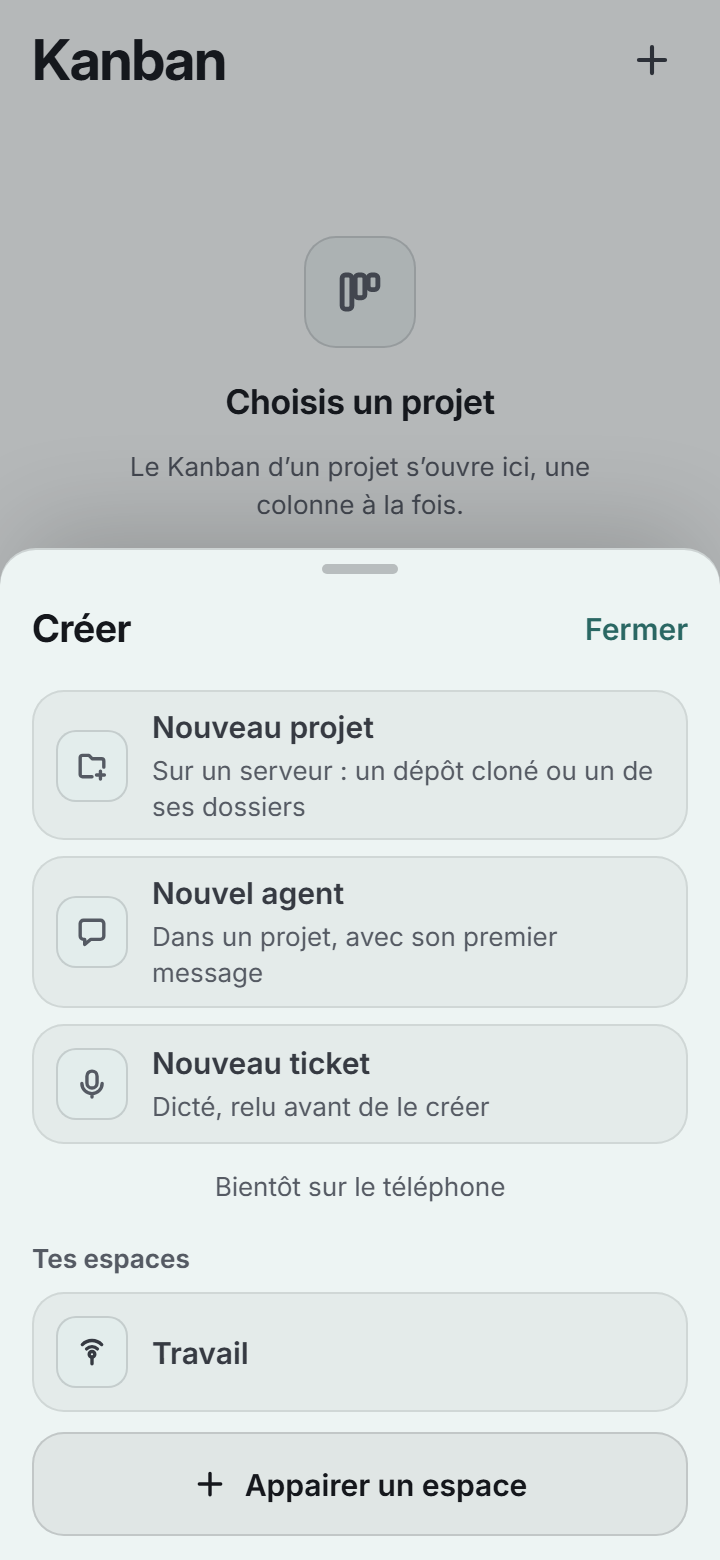 Kanban
Choisis un projet
Le Kanban d’un projet s’ouvre ici, une
colonne à la fois.
Créer
Fermer
Nouveau projet
Sur un serveur : un dépôt cloné ou un de
ses dossiers
Nouvel agent
Dans un projet, avec son premier
message
Nouveau ticket
Dicté, relu avant de le créer
Bientôt sur le téléphone
Tes espaces
Travail
Appairer un espace